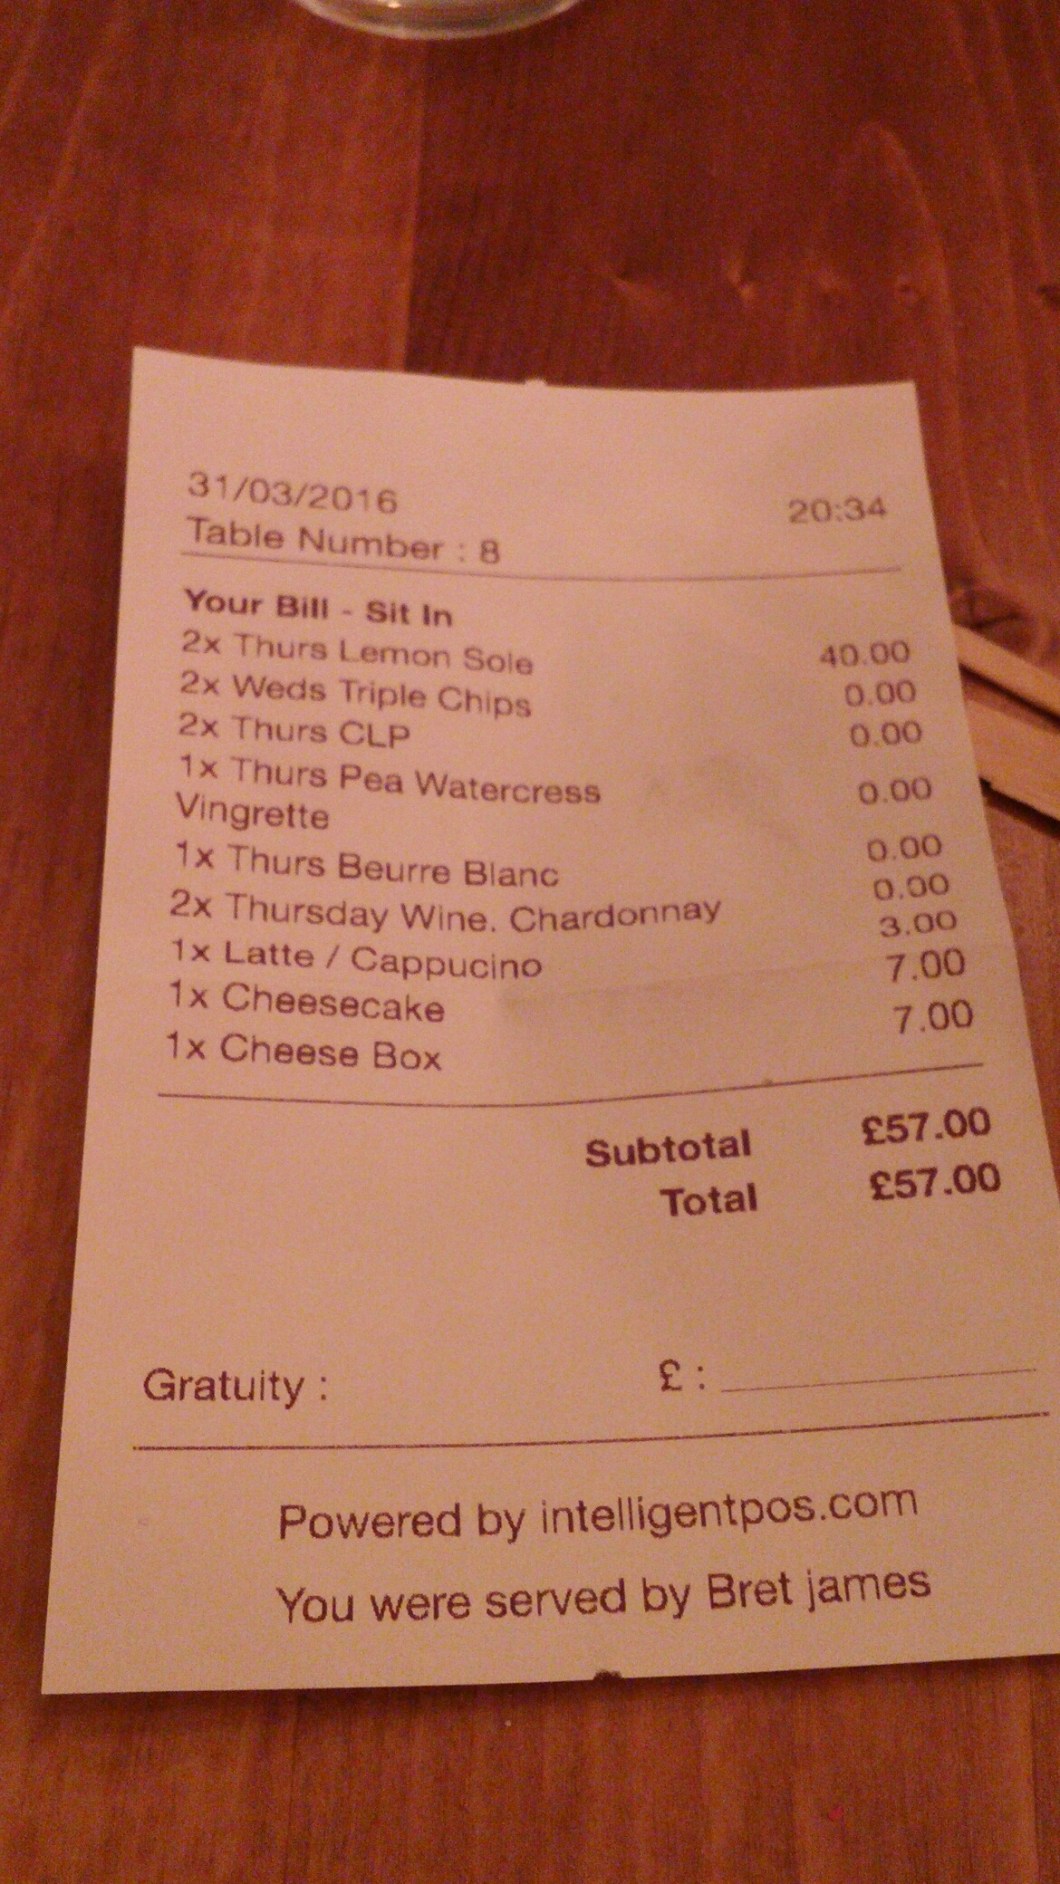 31/03/2016 20:34
Table Number : 8
Your Bill - Sit In
2x Thurs Lemon Sole 40.00
2x Weds Triple Chips 0.00
2x Thurs CLP 0.00
1x Thurs Pea Watercress 0.00
Vingrette
1x Thurs Beurre Blanc 0.00
2x Thursday Wine. Chardonnay 0.00
1x Latte / Cappucino 3.00
1x Cheesecake 7.00
1x Cheese Box 7.00
Subtotal £57.00
Total £57.00
Gratuity : £ :
Powered by intelligentpos.com
You were served by Bret james